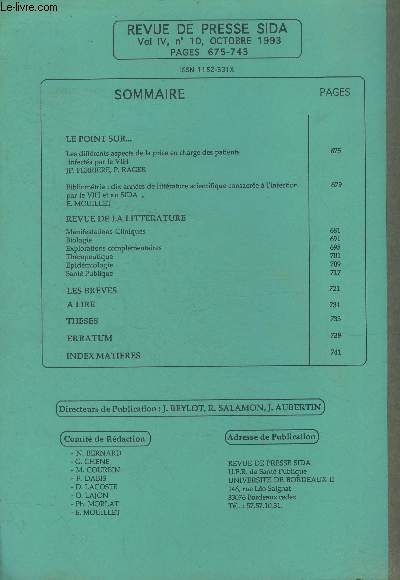 Le-livre.com
REVUE DE PRESSE SIDA
Vol IV, n° 10, OCTOBRE 1993
PAGES 675-743
ISSN 1152-331X
SOMMAIRE PAGES
LE POINT SUR...
Les différents aspects de la prise en charge des patients 675
infectés par le VIH
P. RAGER
Bibliométrie : dix années de littérature scientifique consacrée à l'infection 679
par le VIH et au SIDA
E. MOUILLET
REVUE DE LA LITTERATURE
Manifestations Cliniques 681
Biologie 691
Explorations complémentaires 695
Thérapeutique 701
Epidémiologie 709
Santé Publique 717
LES BREVES 721
A LIRE 731
THESES 735
ERRATUM 739
INDEX MATIERES 741
Directeurs de Publication : J. BEYLOT, R. SALAMON, J. AUBERTIN
Comité de Rédaction
- N. BERNARD
- G. CHENE
- M. COURSIN
- F. DABIS
- D. LACOSTE
- O. LAJON
- Ph. MORLAT
- E. MOUILLET
Adresse de Publication
REVUE DE PRESSE SIDA
U.F.R. de Santé Publique
UNIVERSITE DE BORDEAUX II
146, rue Léo Saignat
33076 Bordeaux cedex
Tél. : 57.57.10.31.